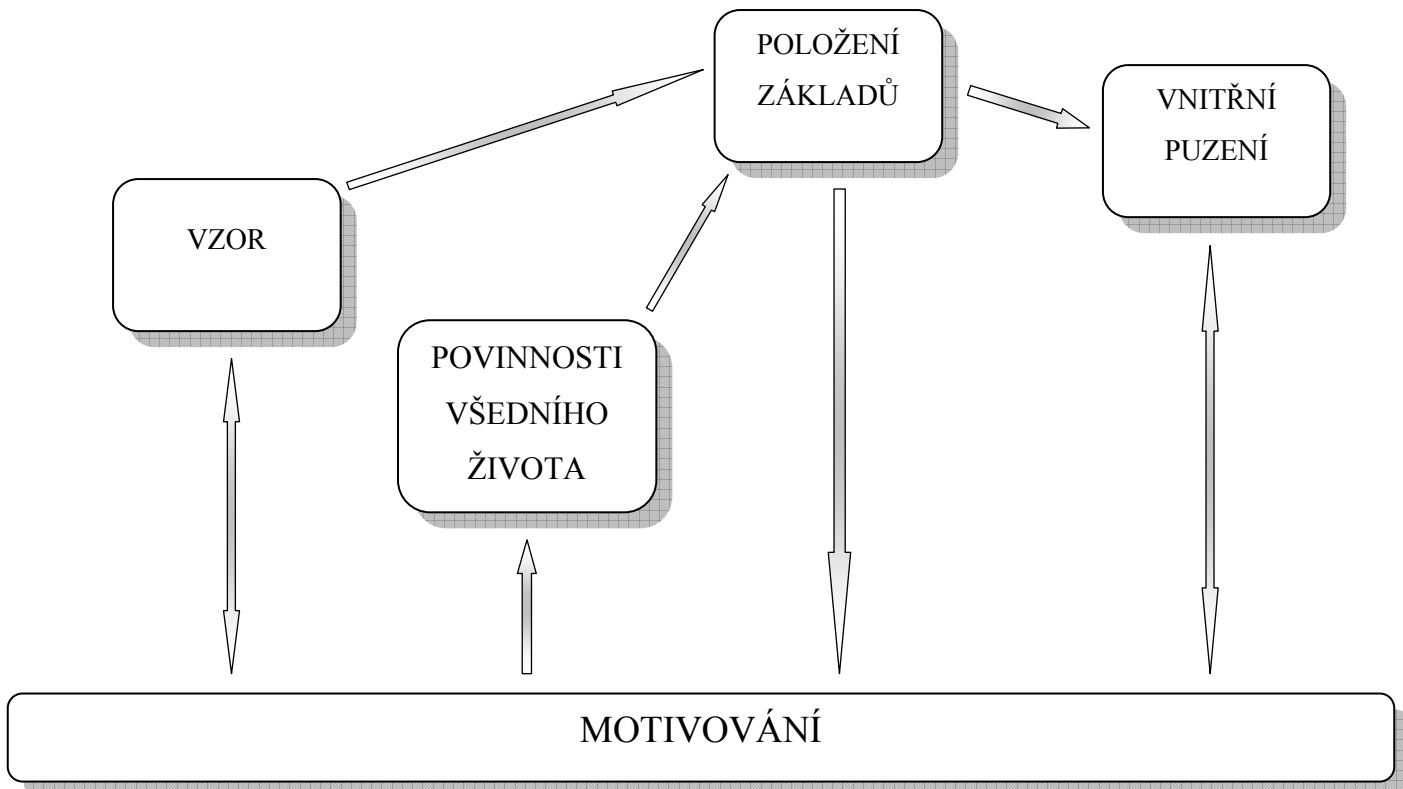 POLOŽENÍ
ZÁKLADŮ
VNITŘNÍ
PUZENÍ
VZOR
POVINNOSTI
VŠEDNÍHO
ŽIVOTA
MOTIVOVÁNÍ